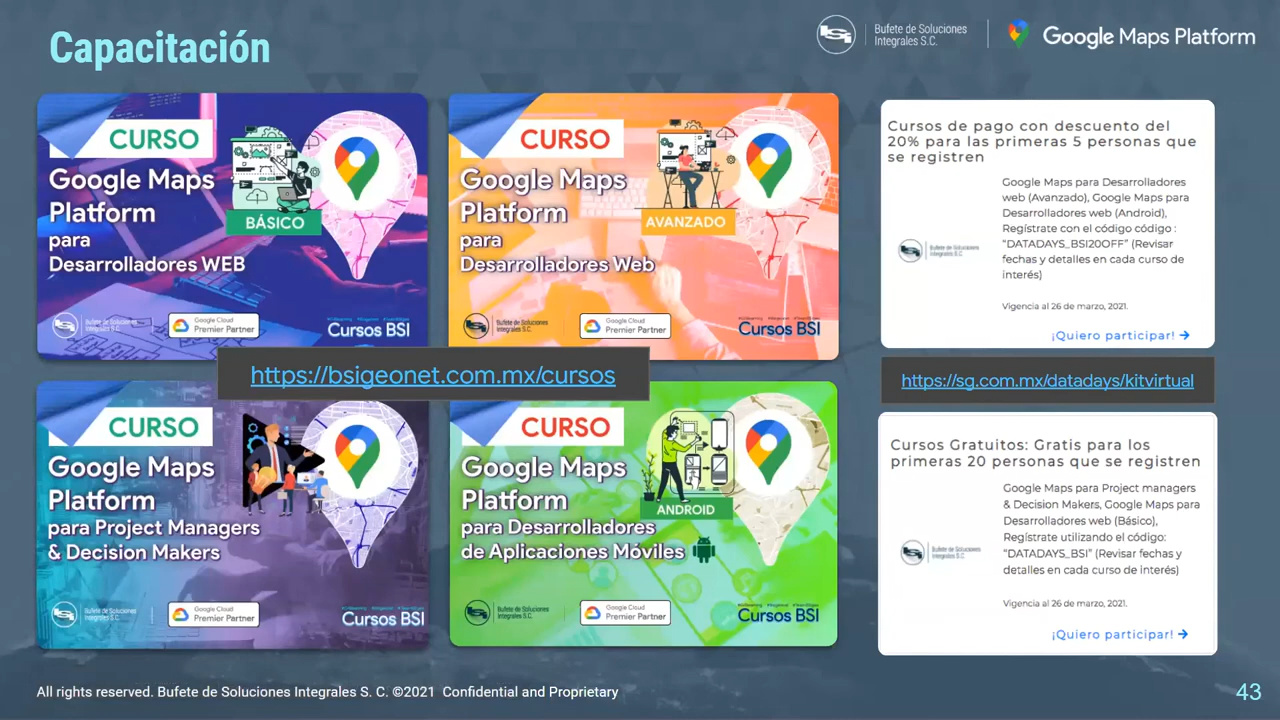 Capacitación
Bufete de Soluciones
Integrales S.C.
Google Maps Platform
CURSO
Google Maps
Platform
para
Desarrolladores WEB
BÁSICO
Bufete de Soluciones
Integrales S.C.
Google Cloud
Premier Partner
Cursos BSI
CURSO
Google Maps
Platform
para
Desarrolladores Web
AVANZADO
Bufete de Soluciones
Integrales S.C.
Google Cloud
Premier Partner
Cursos BSI
https://bsigeonet.com.mx/cursos
CURSO
Google Maps
Platform
para Project Managers
& Decision Makers
Bufete de Soluciones
Integrales S.C.
Google Cloud
Premier Partner
Cursos BSI
CURSO
Google Maps
Platform
para Desarrolladores
de Aplicaciones Móviles
ANDROID
Bufete de Soluciones
Integrales S.C.
Google Cloud
Premier Partner
Cursos BSI
Cursos de pago con descuento del
20% para las primeras 5 personas que
se registren
Google Maps para Desarrolladores
web (Avanzado), Google Maps para
Desarrolladores web (Android),
Regístrate con el código código :
“DATADAYS_BSI20OFF” (Revisar
fechas y detalles en cada curso de
interés)
Bufete de Soluciones
Integrales S.C
Vigencia al 26 de marzo, 2021.
¡Quiero participar! →
https://sg.com.mx/datadays/kitvirtual
Cursos Gratuitos: Gratis para los
primeras 20 personas que se registren
Google Maps para Project managers
& Decision Makers, Google Maps para
Desarrolladores web (Básico),
Regístrate utilizando el código:
“DATADAYS_BSI” (Revisar fechas y
detalles en cada curso de interés)
Bufete de Soluciones
Integrales S.C
Vigencia al 26 de marzo, 2021.
¡Quiero participar! →
All rights reserved. Bufete de Soluciones Integrales S. C. ©2021 Confidential and Proprietary
43